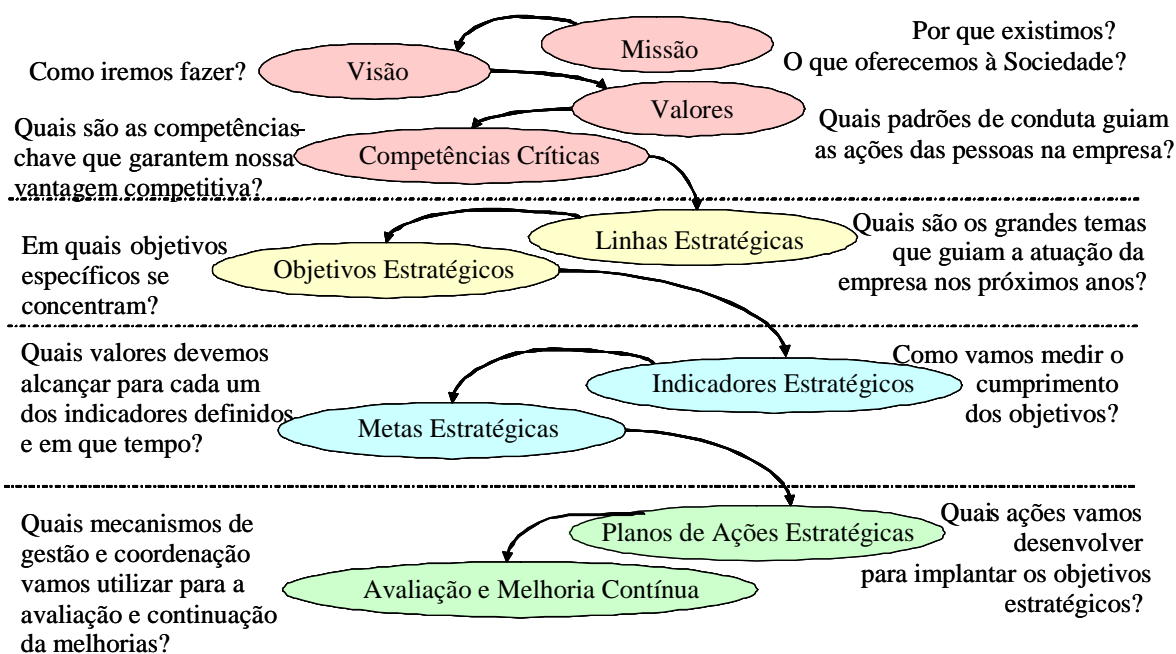 Missão
Por que existimos?
O que oferecemos à Sociedade?
Como iremos fazer?
Visão
Valores
Quais padrões de conduta guiam
as ações das pessoas na empresa?
Quais são as competências-
chave que garantem nossa
vantagem competitiva?
Competências Críticas
Linhas Estratégicas
Quais são os grandes temas
que guiam a atuação da
empresa nos próximos anos?
Em quais objetivos
específicos se
concentram?
Objetivos Estratégicos
Indicadores Estratégicos
Como vamos medir o
cumprimento
dos objetivos?
Quais valores devemos
alcançar para cada um
dos indicadores definidos
e em que tempo?
Metas Estratégicas
Planos de Ações Estratégicas
Quais ações vamos
desenvolver
para implantar os objetivos
estratégicos?
Quais mecanismos de
gestão e coordenação
vamos utilizar para a
avaliação e continuação
da melhorias?
Avaliação e Melhoria Contínua